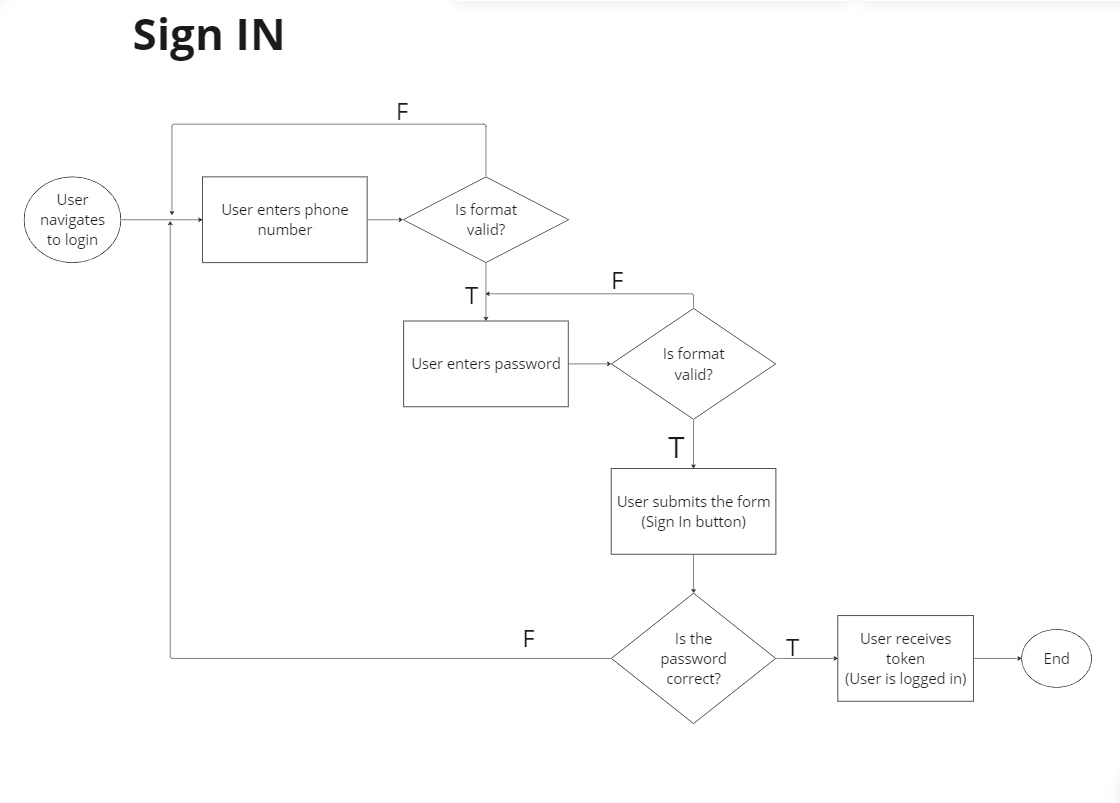 Sign IN
F
User
navigates
to login
User enters phone
number
Is format
valid?
T
F
User enters password
Is format
valid?
T
User submits the form
(Sign In button)
F
Is the
password
correct?
T
User receives
token
(User is logged in)
End